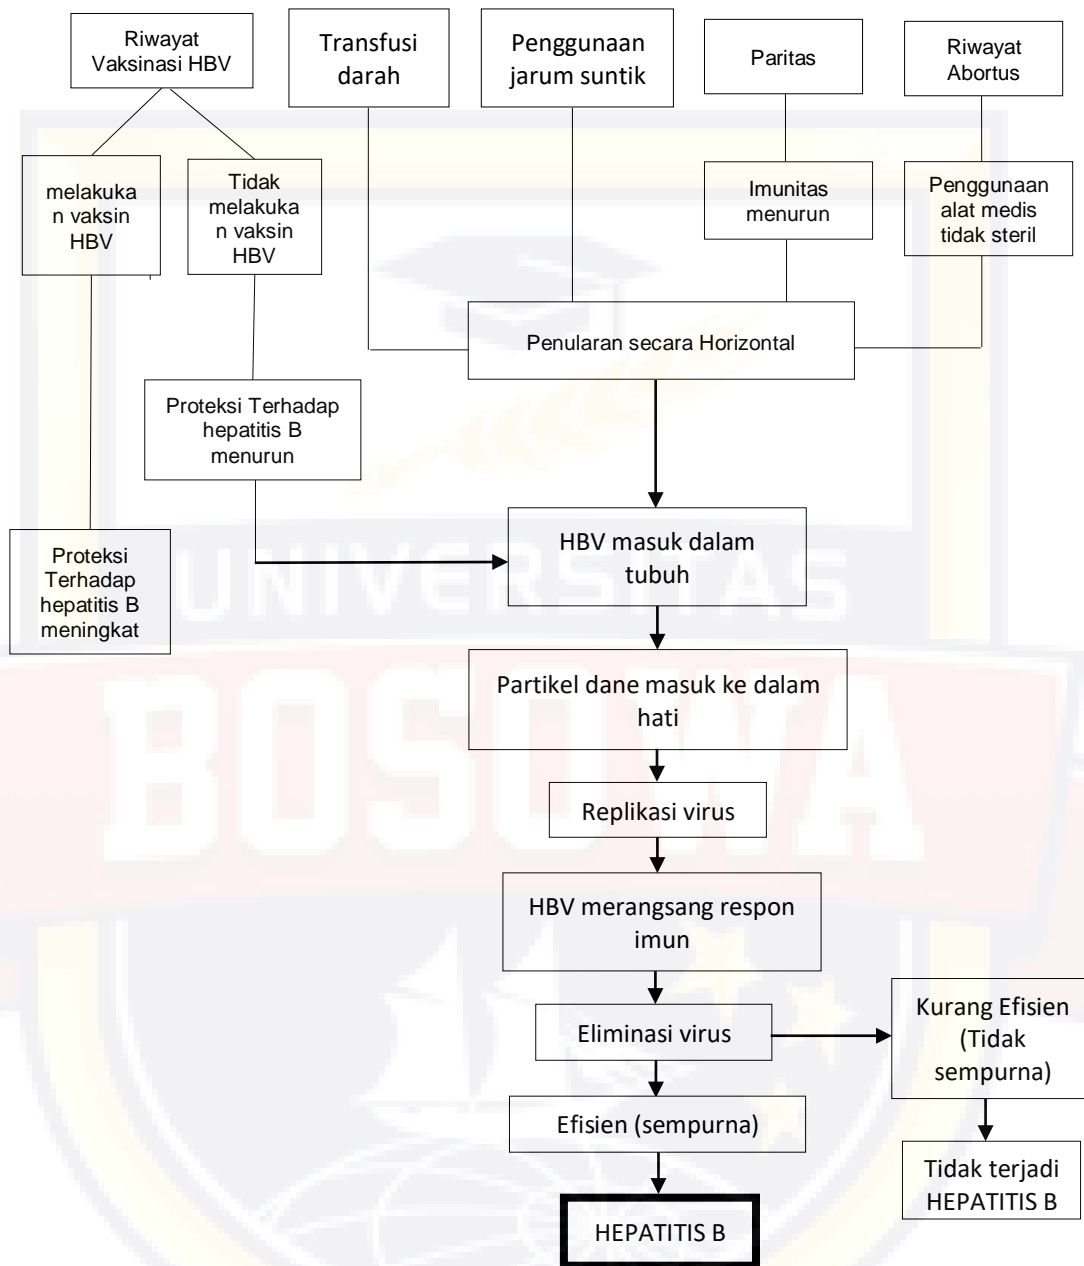 Riwayat
Vaksinasi HBV
Transfusi
darah
Penggunaan
jarum suntik
Paritas
Riwayat
Abortus
melakuka
n vaksin
HBV
Tidak
melakuka
n vaksin
HBV
Imunitas
menurun
Penggunaan
alat medis
tidak steril
Penularan secara Horizontal
Proteksi Terhadap
hepatitis B
menurun
Proteksi
Terhadap
hepatitis B
meningkat
HBV masuk dalam
tubuh
UNIVERSITAS
BOSOWA
Partikel dane masuk ke dalam
hati
Replikasi virus
HBV merangsang respon
imun
Eliminasi virus
Kurang Efisien
(Tidak
sempurna)
Efisien (sempurna)
Tidak terjadi
HEPATITIS B
HEPATITIS B